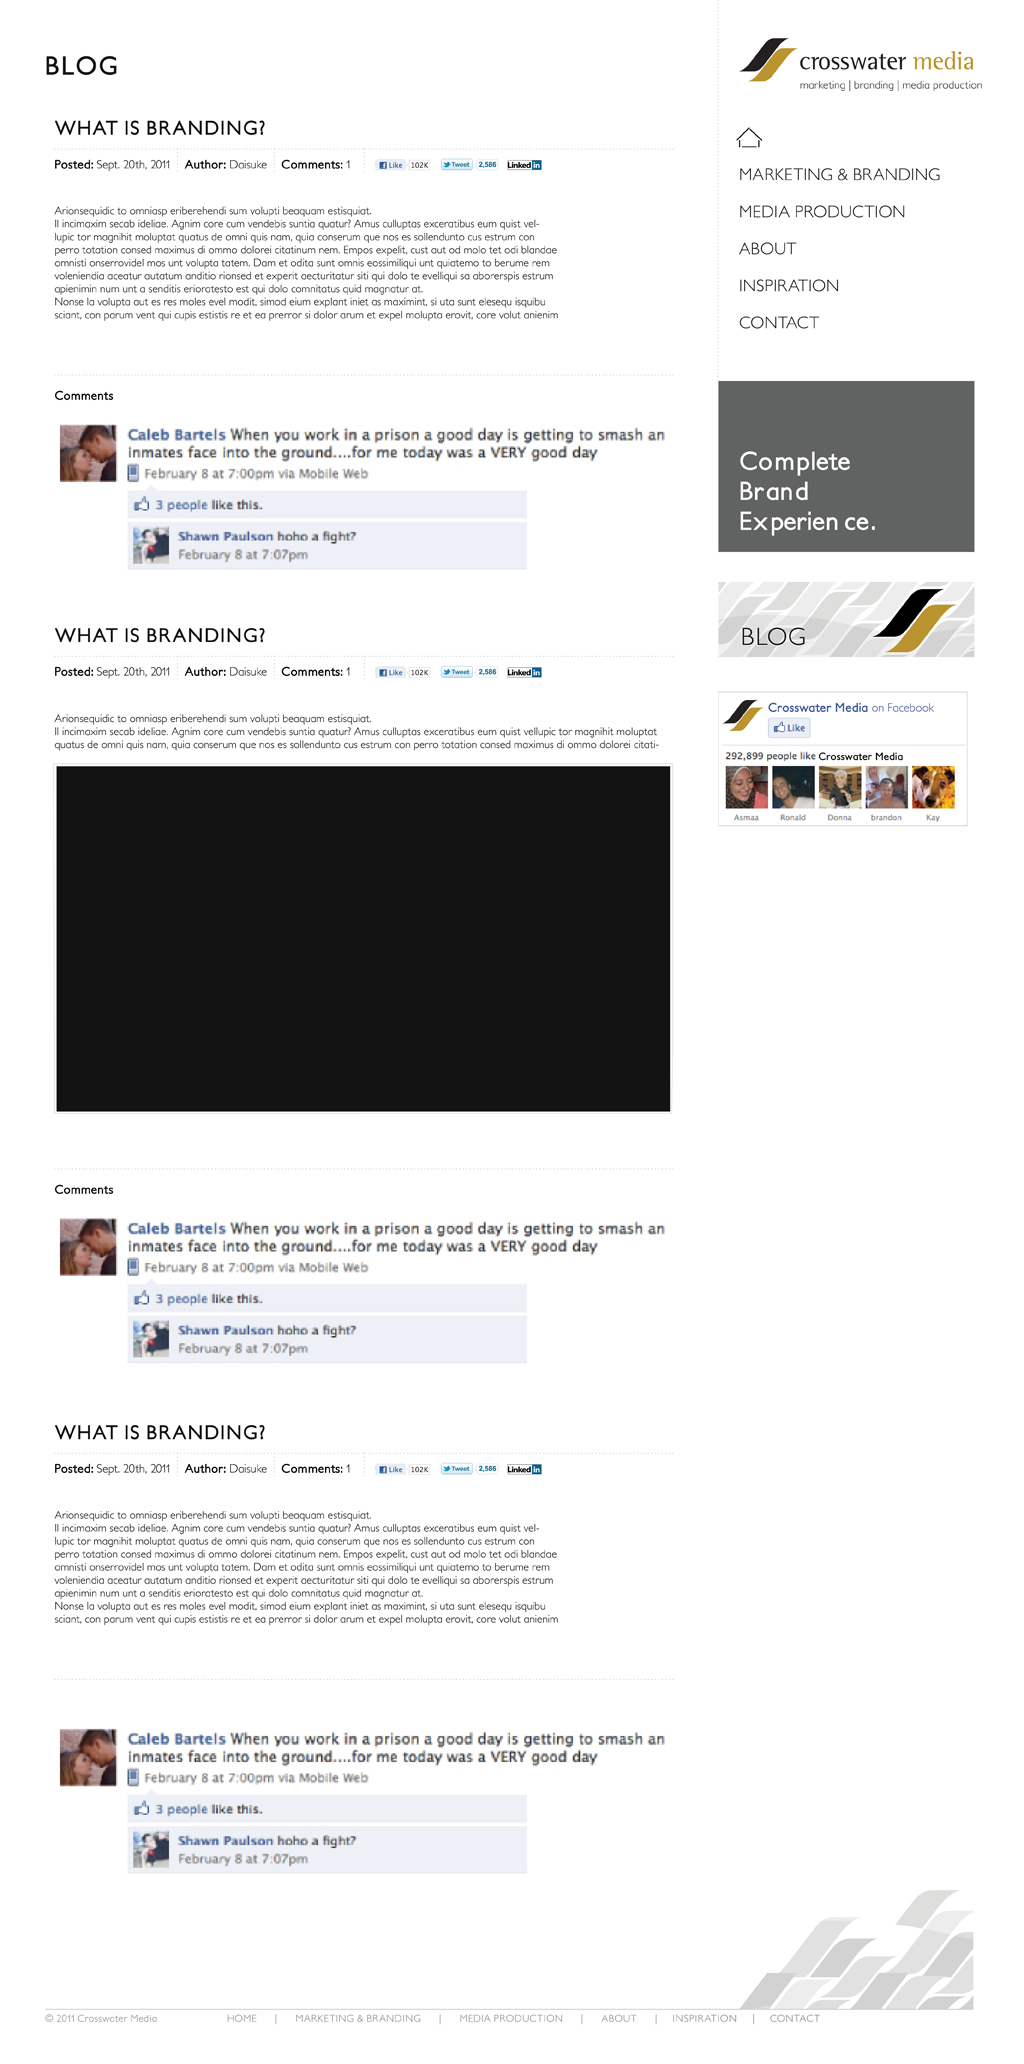 BLOG
WHAT IS BRANDING?
Posted: Sept. 20th, 2011 Author: Daisuke Comments: 1 Like 102K Tweet 2,586 Linked in
Arionsequidic to omniasp eriberehendi sum volupti beaquam estisquiat.
Il incimaxim secab ideliae. Agnim core cum vendebis suntia quatur? Amus culluptas exceratibus eum quist vel-
lupic tor magnihit moluptat quatus de omni quis nam, quia conserum que nos es sollendunto cus estrum con
perro totation consed maximus di ommo dolorei citatinum nem. Empos expelit, cust aut od molo tet odi blandae
omnisti onserrovidel mos unt volupta tatem. Dam et odita sunt omnis eossimiliqui unt quiatemo to berume rem
voleniendia aceatur autatum anditio rionsed et experit aecturitatur siti qui dolo te evelliqui sa aborerspis estrum
apienimin num unt a senditis erioratesto est qui dolo comnitatus quid magnatur at.
Nonse la volupta aut es res moles evel modit, simod eium explant iniet as maximint, si uta sunt elesequ isquibu
sciant, con parum vent qui cupis estistis re et ea prerror si dolor arum et expel molupta erovit, core volut anienim
Comments
Caleb Bartels When you work in a prison a good day is getting to smash an
inmates face into the ground....for me today was a VERY good day
February 8 at 7:00pm via Mobile Web
3 people like this.
Shawn Paulson hoho a fight?
February 8 at 7:07pm
WHAT IS BRANDING?
Posted: Sept. 20th, 2011 Author: Daisuke Comments: 1 Like 102K Tweet 2,586 Linked in
Arionsequidic to omniasp eriberehendi sum volupti beaquam estisquiat.
Il incimaxim secab ideliae. Agnim core cum vendebis suntia quatur? Amus culluptas exceratibus eum quist vellupic tor magnihit moluptat
quatus de omni quis nam, quia conserum que nos es sollendunto cus estrum con perro totation consed maximus di ommo dolorei citati-
Comments
Caleb Bartels When you work in a prison a good day is getting to smash an
inmates face into the ground....for me today was a VERY good day
February 8 at 7:00pm via Mobile Web
3 people like this.
Shawn Paulson hoho a fight?
February 8 at 7:07pm
WHAT IS BRANDING?
Posted: Sept. 20th, 2011 Author: Daisuke Comments: 1 Like 102K Tweet 2,586 Linked in
Arionsequidic to omniasp eriberehendi sum volupti beaquam estisquiat.
Il incimaxim secab ideliae. Agnim core cum vendebis suntia quatur? Amus culluptas exceratibus eum quist vel-
lupic tor magnihit moluptat quatus de omni quis nam, quia conserum que nos es sollendunto cus estrum con
perro totation consed maximus di ommo dolorei citatinum nem. Empos expelit, cust aut od molo tet odi blandae
omnisti onserrovidel mos unt volupta tatem. Dam et odita sunt omnis eossimiliqui unt quiatemo to berume rem
voleniendia aceatur autatum anditio rionsed et experit aecturitatur siti qui dolo te evelliqui sa aborerspis estrum
apienimin num unt a senditis erioratesto est qui dolo comnitatus quid magnatur at.
Nonse la volupta aut es res moles evel modit, simod eium explant iniet as maximint, si uta sunt elesequ isquibu
sciant, con parum vent qui cupis estistis re et ea prerror si dolor arum et expel molupta erovit, core volut anienim
Caleb Bartels When you work in a prison a good day is getting to smash an
inmates face into the ground....for me today was a VERY good day
February 8 at 7:00pm via Mobile Web
3 people like this.
Shawn Paulson hoho a fight?
February 8 at 7:07pm
crosswater media
marketing | branding | media production
MARKETING & BRANDING
MEDIA PRODUCTION
ABOUT
INSPIRATION
CONTACT
Complete
Brand
Experien ce.
BLOG
Crosswater Media on Facebook
Like
292,899 people like Crosswater Media
Asmaa Ronald Donna brandon Kay
© 2011 Crosswater Media HOME | MARKETING & BRANDING | MEDIA PRODUCTION | ABOUT | INSPIRATION | CONTACT